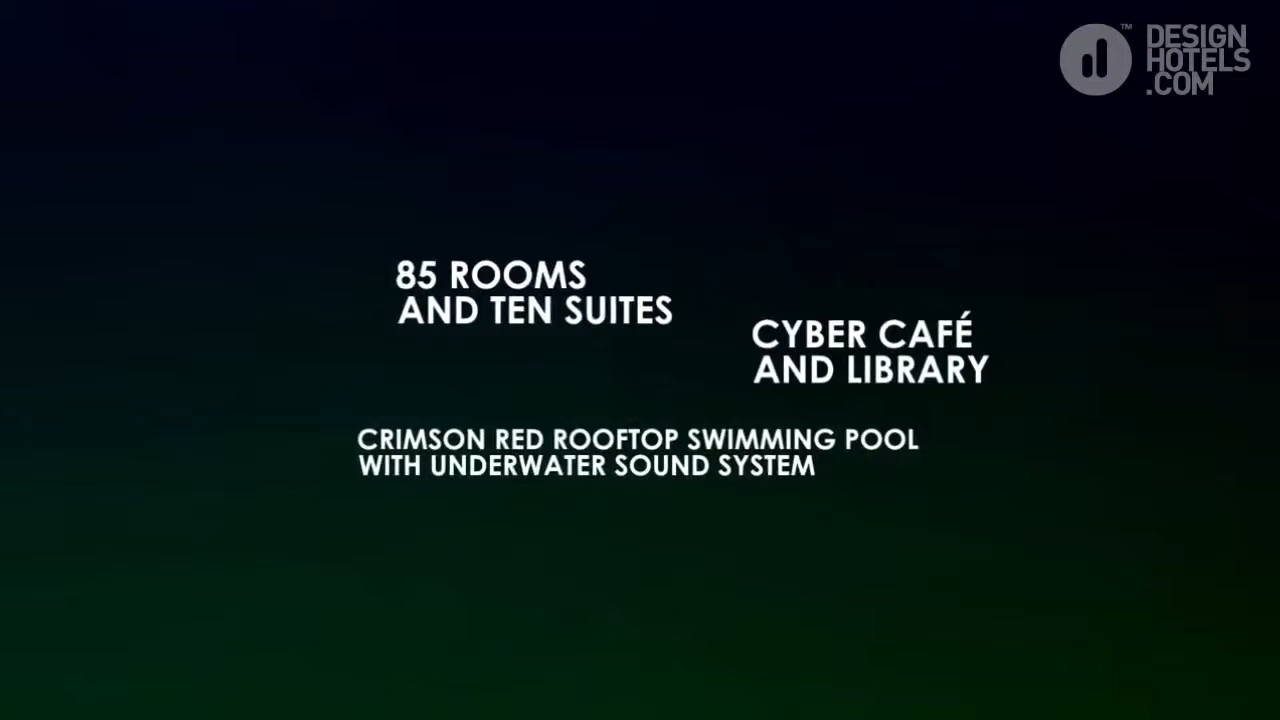 DESIGN
HOTELS
.COM
™
85 ROOMS
AND TEN SUITES
CYBER CAFÉ
AND LIBRARY
CRIMSON RED ROOFTOP SWIMMING POOL
WITH UNDERWATER SOUND SYSTEM